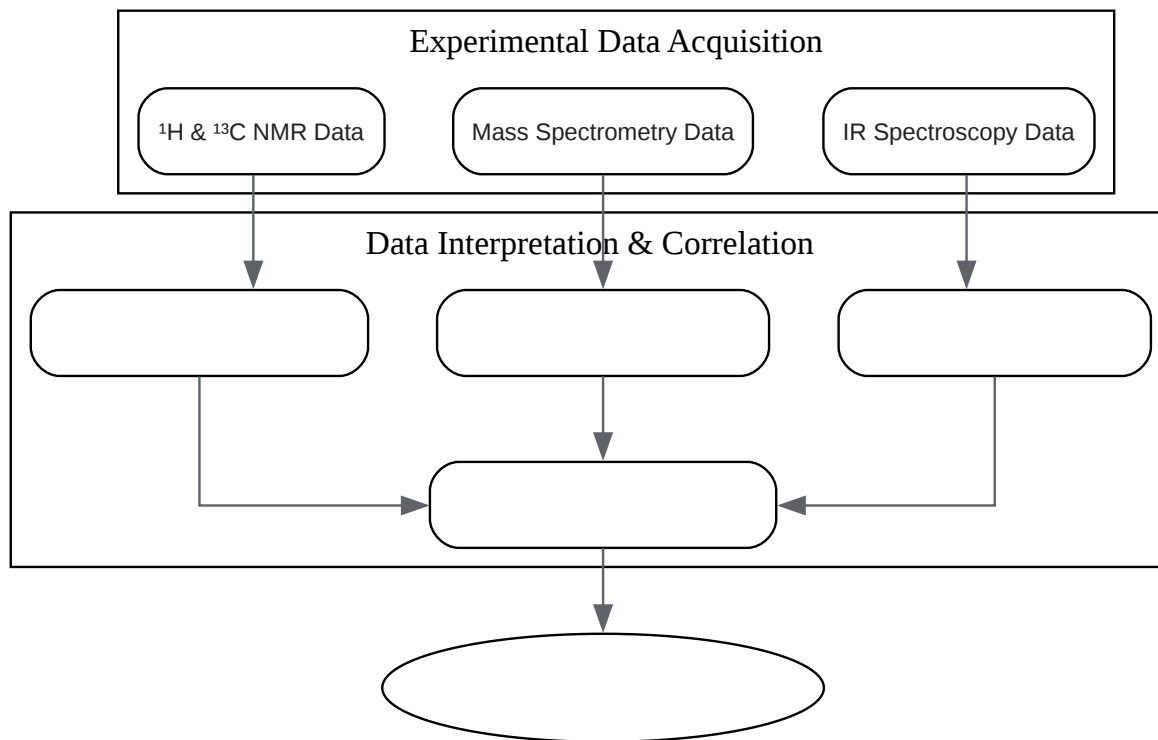 Experimental Data Acquisition
¹H & ¹³C NMR Data
Mass Spectrometry Data
IR Spectroscopy Data
Data Interpretation & Correlation